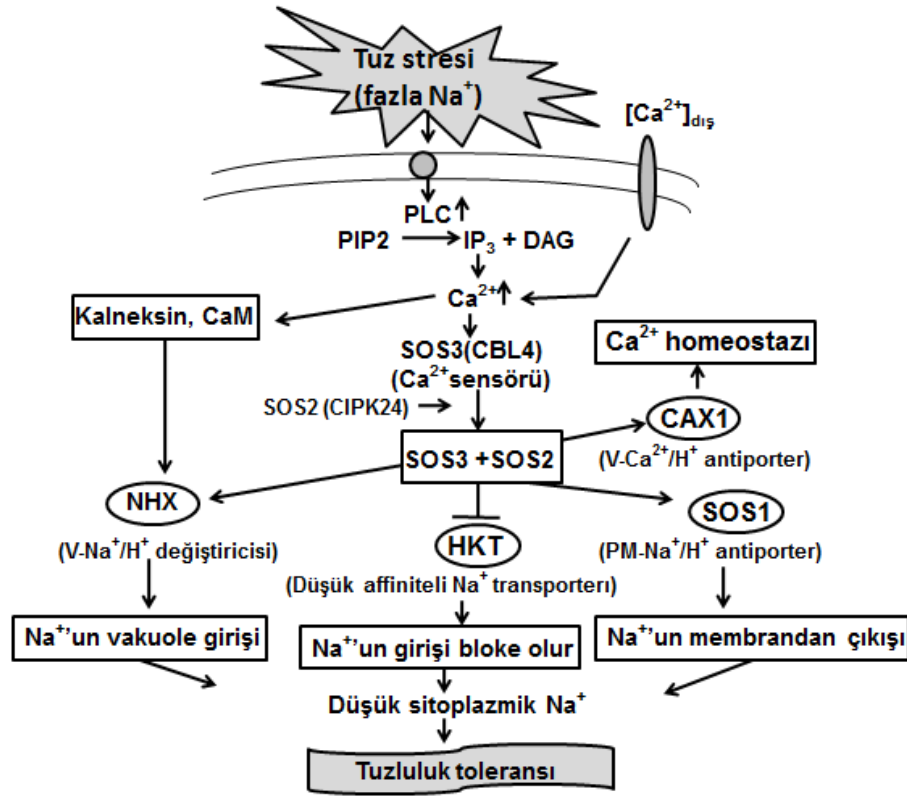 Tuz stresi
(fazla Na⁺)
[Ca²⁺]dış
PLC
PIP2 IP₃ + DAG
Ca²⁺
Kalneksin, CaM
SOS3(CBL4)
(Ca²⁺sensörü)
Ca²⁺ homeostazı
SOS2 (CIPK24)
CAX1
(V-Ca²⁺/H⁺ antiporter)
SOS3 +SOS2
NHX
(V-Na⁺/H⁺ değiştiricisi)
HKT
(Düşük affiniteli Na⁺ transporterı)
SOS1
(PM-Na⁺/H⁺ antiporter)
Na⁺’un vakuole girişi
Na⁺’un girişi bloke olur
Na⁺’un membrandan çıkışı
Düşük sitoplazmik Na⁺
Tuzluluk toleransı